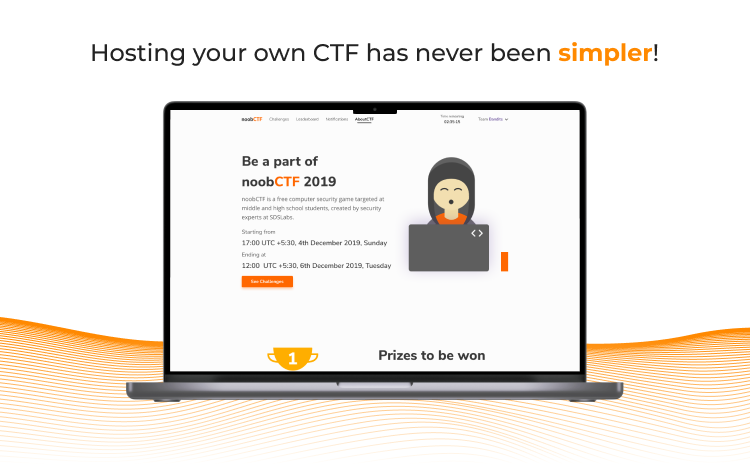 Hosting your own CTF has never been simpler!
noobCTF Challenges Leaderboard Notifications AboutCTF
Time remaining
02:35:15
Team Bandits
Be a part of
noobCTF 2019
noobCTF is a free computer security game targeted at
middle and high school students, created by security
experts at SDSLabs.
Starting from
17:00 UTC +5:30, 4th December 2019, Sunday
Ending at
12:00 UTC +5:30, 6th December 2019, Tuesday
See Challenges
1
Prizes to be won